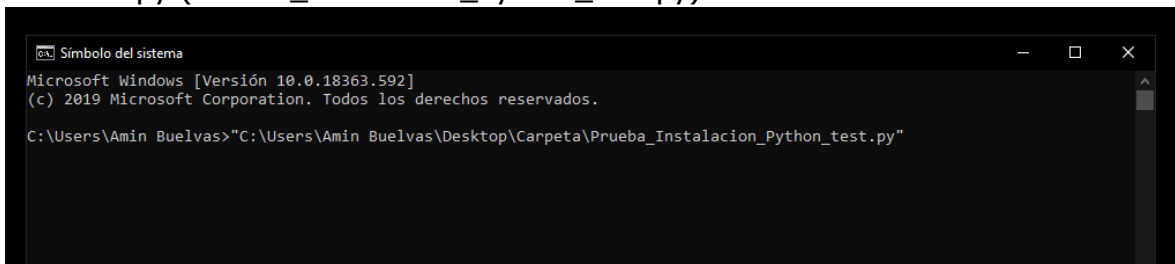 Símbolo del sistema
Microsoft Windows [Versión 10.0.18363.592]
(c) 2019 Microsoft Corporation. Todos los derechos reservados.
C:\Users\Amin Buelvas>"C:\Users\Amin Buelvas\Desktop\Carpeta\Prueba_Instalacion_Python_test.py"